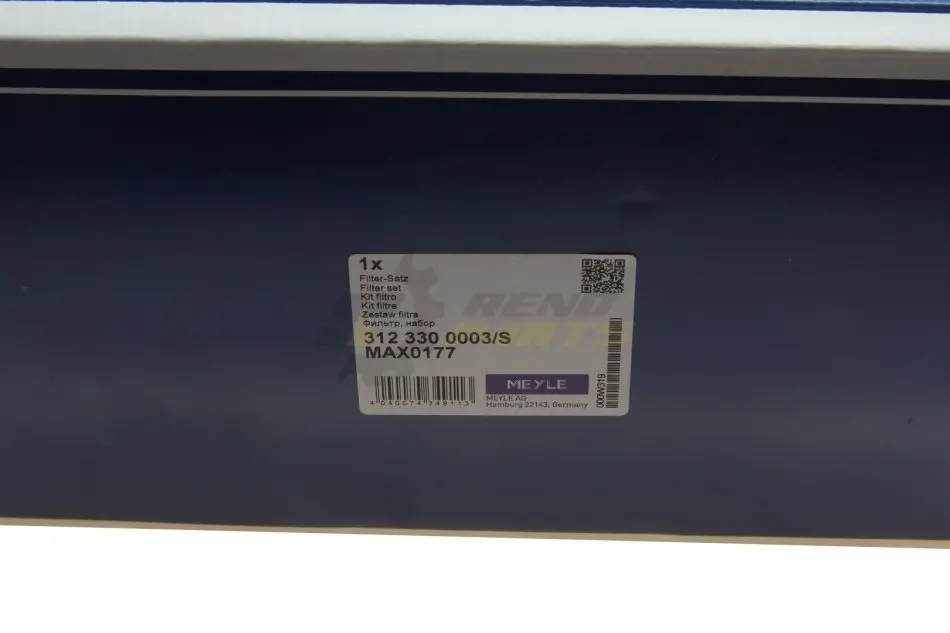 1x
Filter-Satz
Filter set
Kit filtro
Kit filtre
Zestaw filtra
Фильтр, набор
312 330 0003/S
MAX0177
MEYLE
MEYLE AG
Hamburg 22143, Germany
000W319